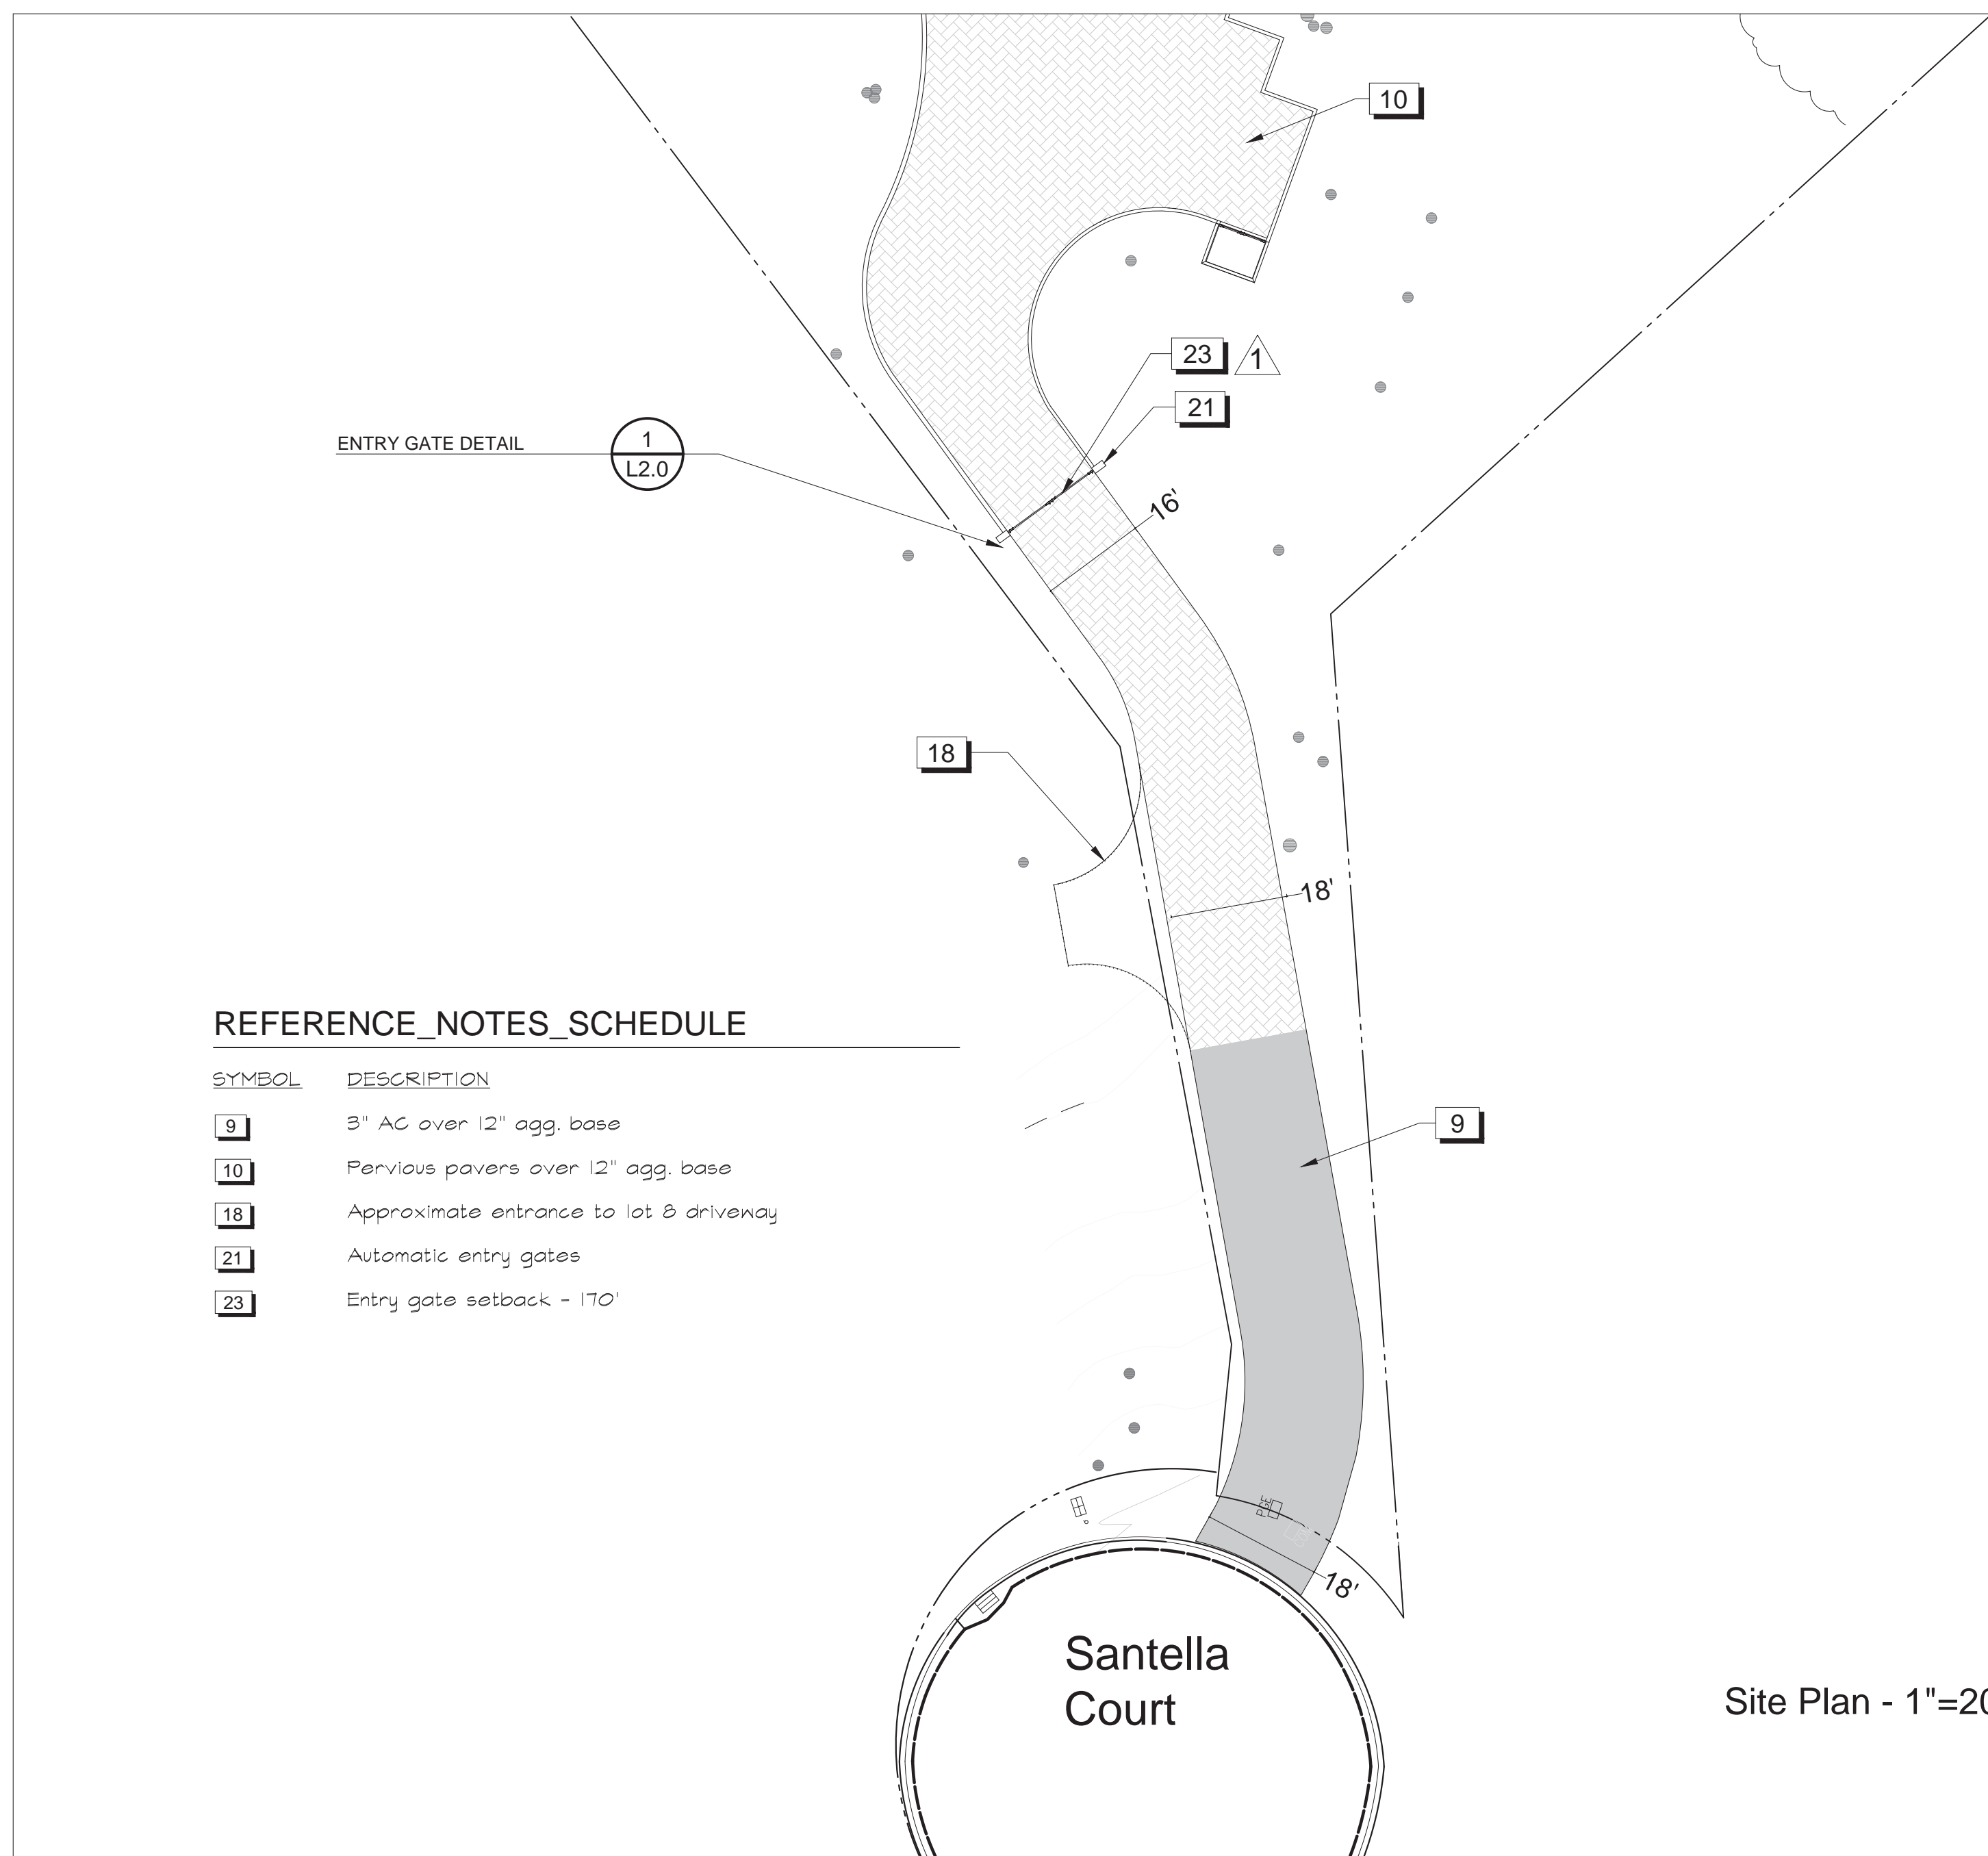 10
23
1
21
ENTRY GATE DETAIL
1
L2.0
16'
18
18'
REFERENCE_NOTES_SCHEDULE
SYMBOL DESCRIPTION
9 3" AC over 12" agg. base
10 Pervious pavers over 12" agg. base
18 Approximate entrance to lot 8 driveway
21 Automatic entry gates
23 Entry gate setback - 170'
9
PGE
18'
Santella
Court
Site Plan - 1"=20